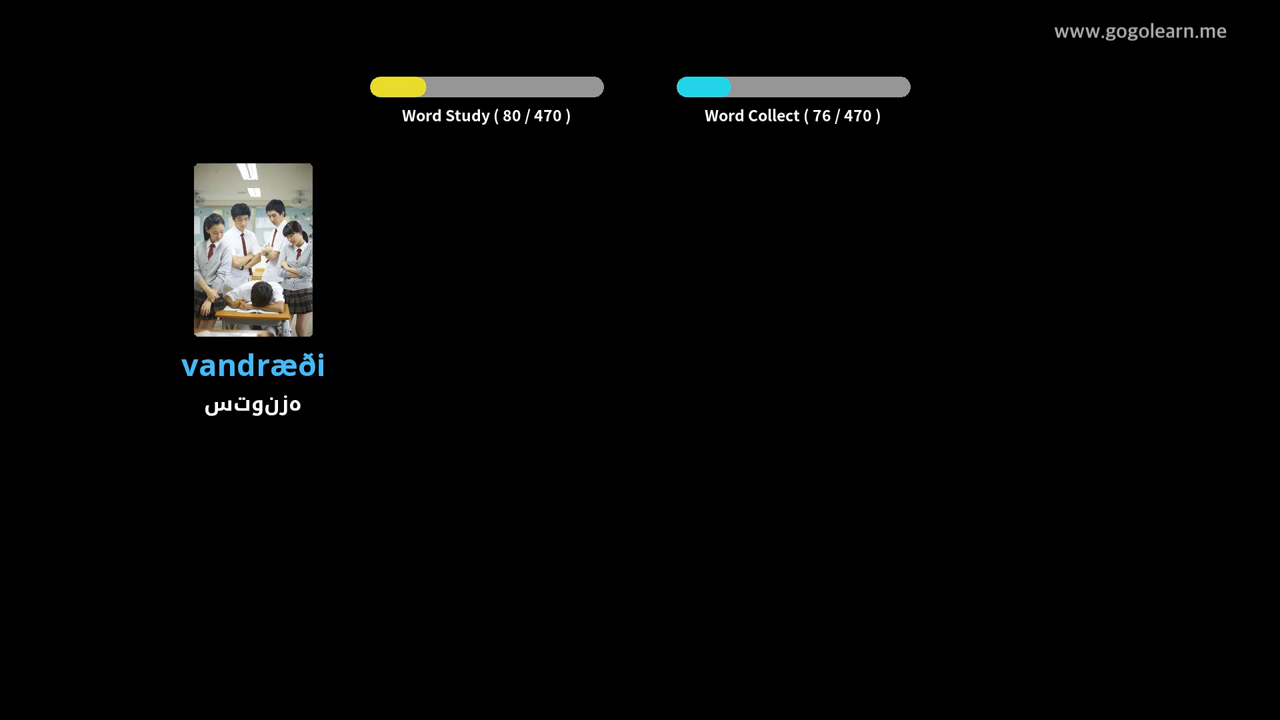 www.gogolearn.me
Word Study ( 80 / 470 )
Word Collect ( 76 / 470 )
vandræði
ستونزه